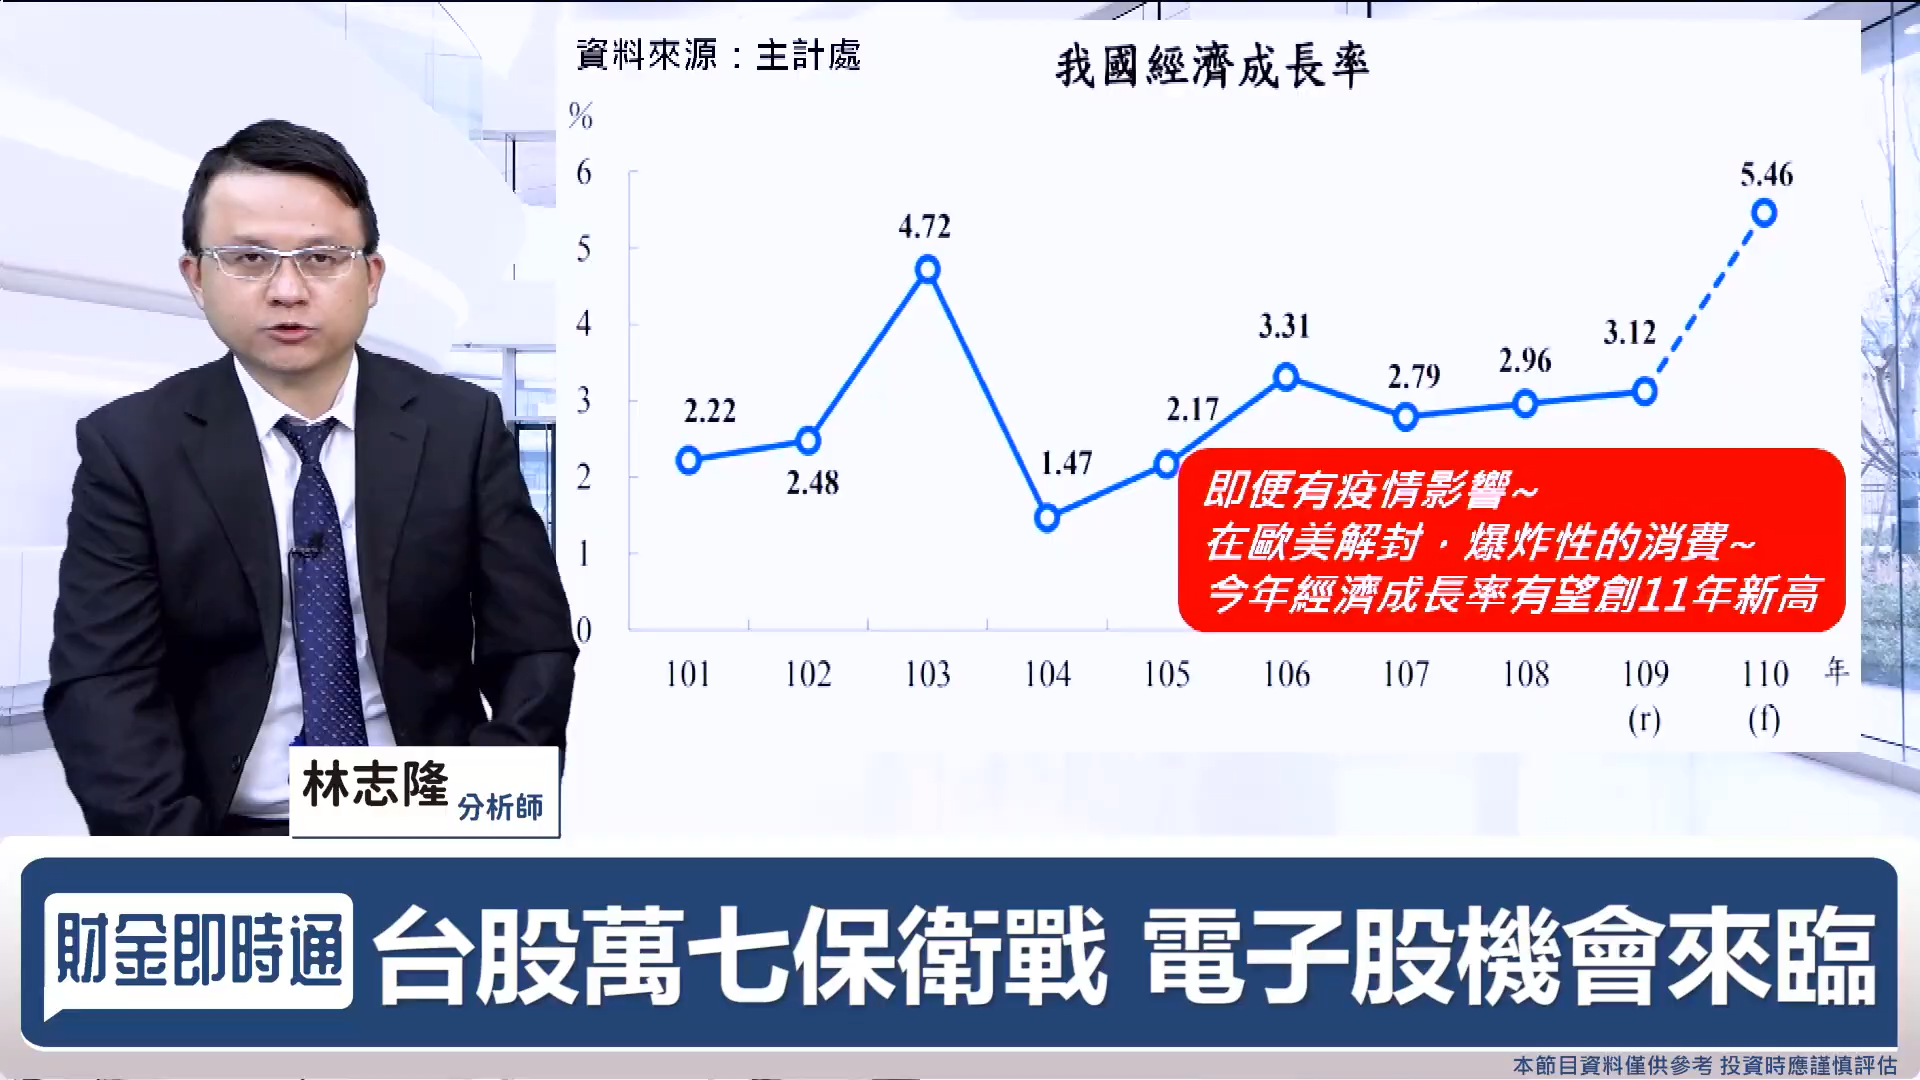 資料來源：主計處
我國經濟成長率
%
6
5
4
3
2
1
0
2.22
2.48
4.72
1.47
2.17
3.31
2.79
2.96
3.12
5.46
即便有疫情影響~
在歐美解封．爆炸性的消費~
今年經濟成長率有望創11年新高
101 102 103 104 105 106 107 108 109 110 年
(r) (f)
林志隆 分析師
財金即時通 台股萬七保衛戰 電子股機會來臨
本節目資料僅供參考 投資時應謹慎評估